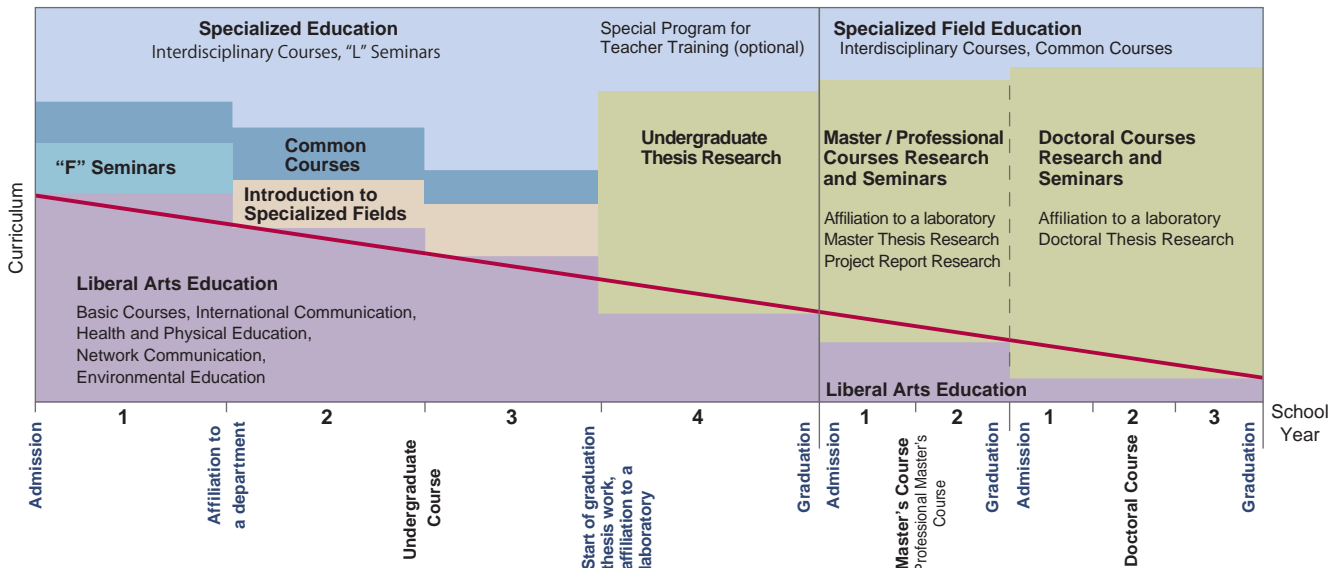 Specialized Education
Interdisciplinary Courses, “L” Seminars
Special Program for
Teacher Training (optional)
Specialized Field Education
Interdisciplinary Courses, Common Courses
“F” Seminars
Common
Courses
Introduction to
Specialized Fields
Undergraduate
Thesis Research
Master / Professional
Courses Research
and Seminars
Affiliation to a laboratory
Master Thesis Research
Project Report Research
Doctoral Courses
Research and
Seminars
Affiliation to a laboratory
Doctoral Thesis Research
Curriculum
Liberal Arts Education
Basic Courses, International Communication,
Health and Physical Education,
Network Communication,
Environmental Education
Liberal Arts Education
1
2
3
4
1
2
1
2
3
School
Year
Admission
Affiliation to
a department
Undergraduate
Course
Start of graduation
thesis work,
affiliation to a
laboratory
Graduation
Admission
Master’s Course
Professional Master’s
Course
Graduation
Admission
Doctoral Course
Graduation